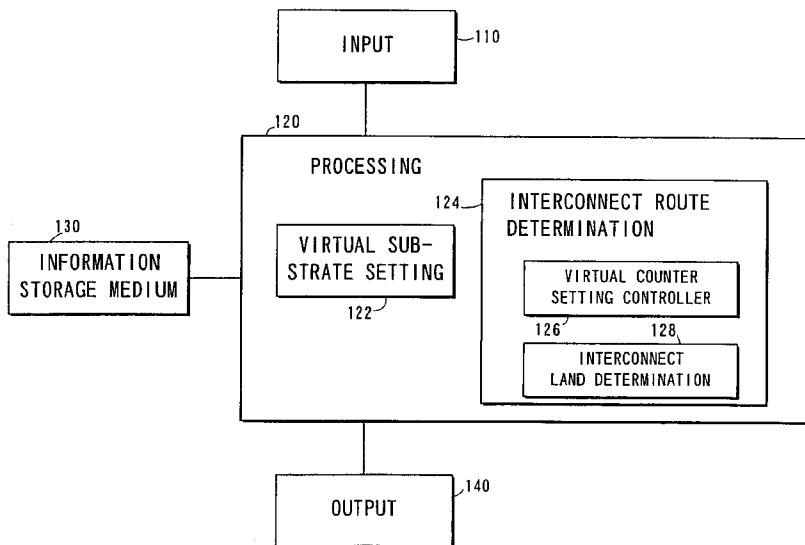 INPUT
110
120
PROCESSING
124
INTERCONNECT ROUTE
DETERMINATION
130
INFORMATION
STORAGE MEDIUM
VIRTUAL SUB-
STRATE SETTING
122
VIRTUAL COUNTER
SETTING CONTROLLER
126
128
INTERCONNECT
LAND DETERMINATION
OUTPUT
140